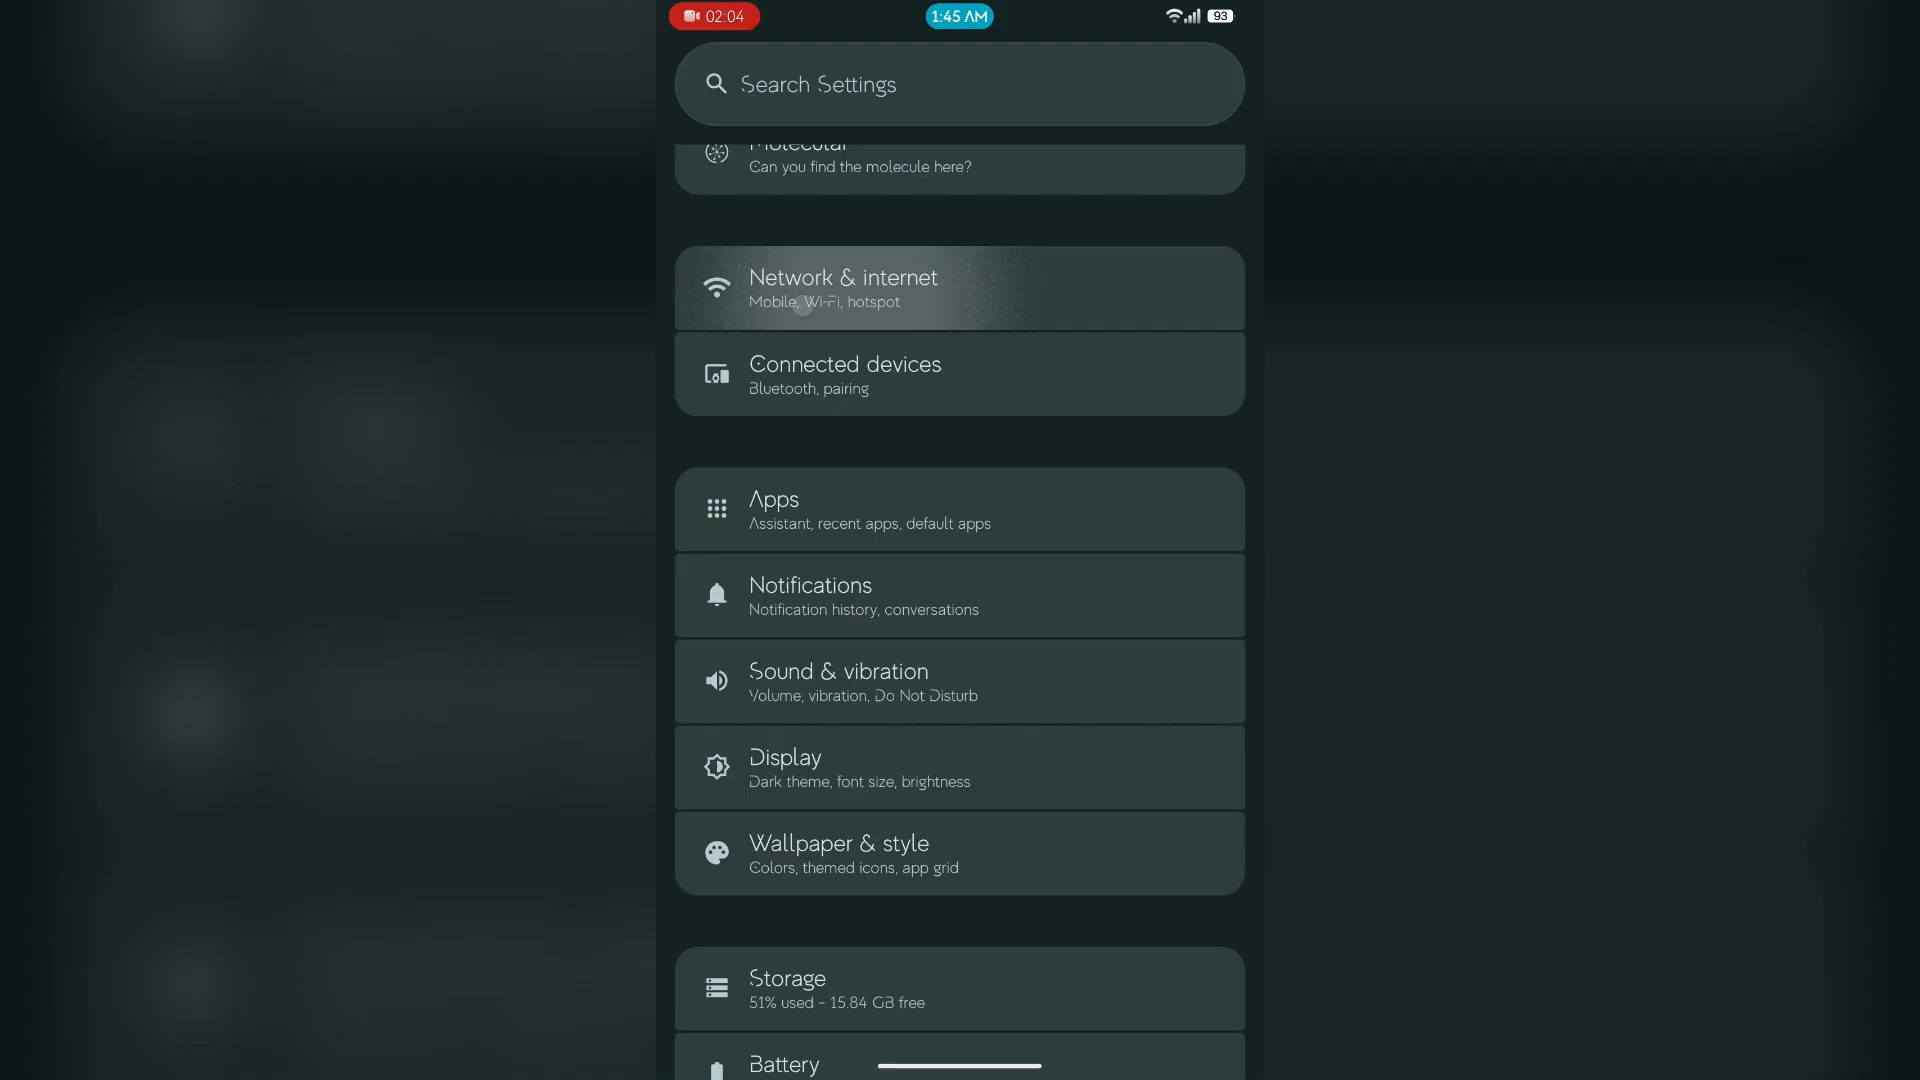 02:04
1:45 AM
93
Search Settings
Molecular
Can you find the molecule here?
Network & internet
Mobile, Wi-Fi, hotspot
Connected devices
Bluetooth, pairing
Apps
Assistant, recent apps, default apps
Notifications
Notification history, conversations
Sound & vibration
Volume, vibration, Do Not Disturb
Display
Dark theme, font size, brightness
Wallpaper & style
Colors, themed icons, app grid
Storage
51% used - 15.84 GB free
Battery